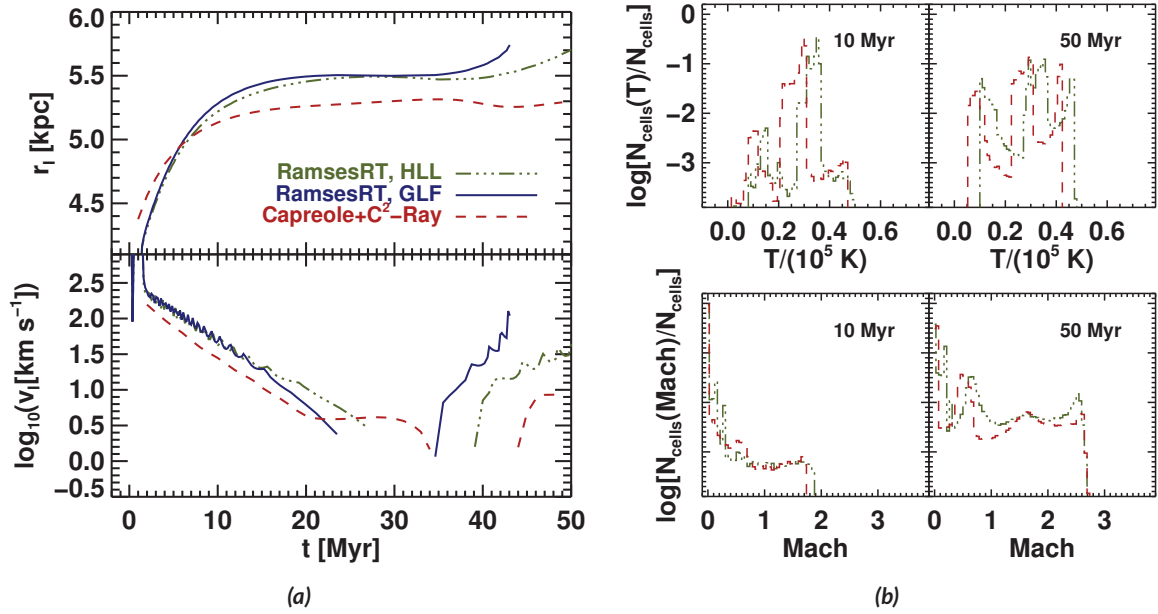 6.0
5.5
5.0
4.5
r_I [kpc]
RamsesRT, HLL
RamsesRT, GLF
Capreole+C²−Ray
2.5
2.0
1.5
1.0
0.5
0.0
−0.5
log₁₀(v_I[km s⁻¹])
0 10 20 30 40 50
t [Myr]
(a)
0
−1
−2
−3
log[N_cells(T)/N_cells]
10 Myr
50 Myr
0.0 0.2 0.4 0.6
0.0 0.2 0.4 0.6
T/(10⁵ K)
T/(10⁵ K)
log[N_cells(Mach)/N_cells]
10 Myr
50 Myr
0 1 2 3
0 1 2 3
Mach
Mach
(b)